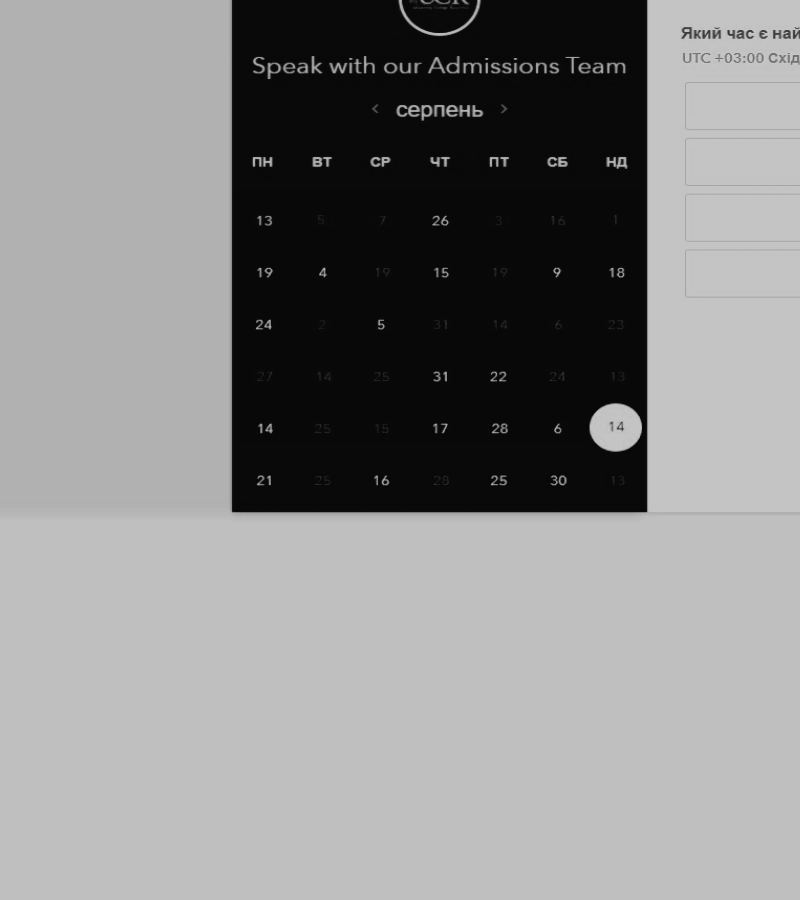 Speak with our Admissions Team
< серпень >
ПН ВТ СР ЧТ ПТ СБ НД
13 5 7 26 3 16 1
19 4 19 15 19 9 18
24 2 5 31 14 6 23
27 14 25 31 22 24 13
14 25 15 17 28 6 14
21 25 16 28 25 30 13
Який час є най
UTC +03:00 Схід